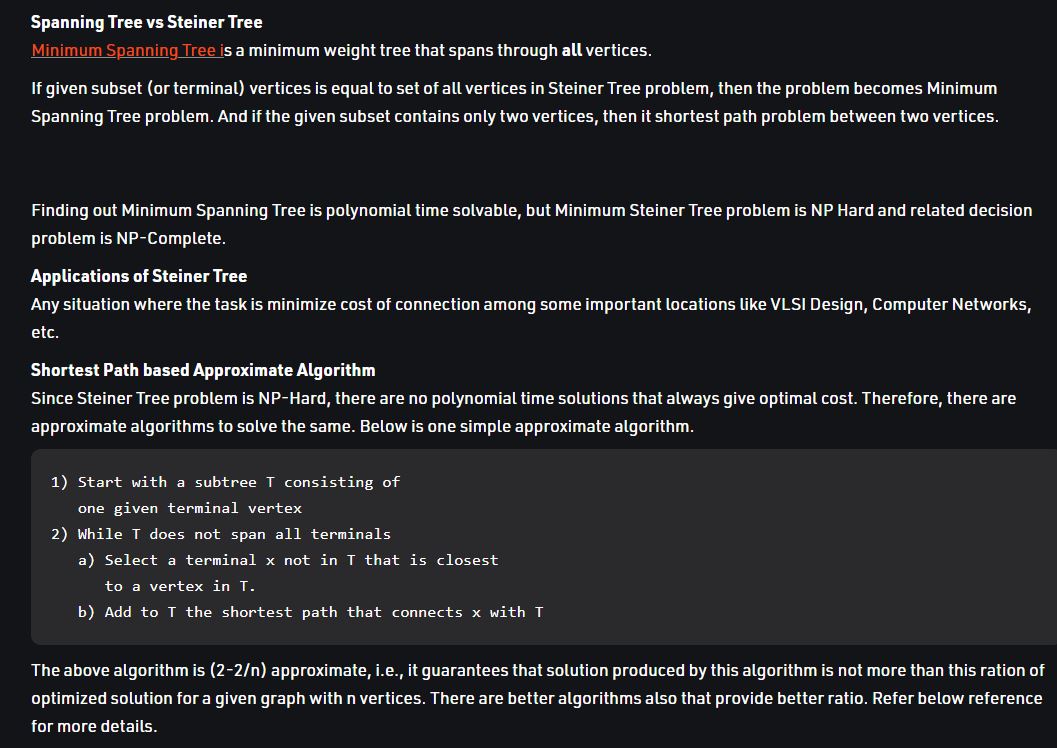 Spanning Tree vs Steiner Tree
Minimum Spanning Tree is a minimum weight tree that spans through all vertices.
If given subset (or terminal) vertices is equal to set of all vertices in Steiner Tree problem, then the problem becomes Minimum
Spanning Tree problem. And if the given subset contains only two vertices, then it shortest path problem between two vertices.
Finding out Minimum Spanning Tree is polynomial time solvable, but Minimum Steiner Tree problem is NP Hard and related decision
problem is NP-Complete.
Applications of Steiner Tree
Any situation where the task is minimize cost of connection among some important locations like VLSI Design, Computer Networks,
etc.
Shortest Path based Approximate Algorithm
Since Steiner Tree problem is NP-Hard, there are no polynomial time solutions that always give optimal cost. Therefore, there are
approximate algorithms to solve the same. Below is one simple approximate algorithm.
1) Start with a subtree T consisting of
one given terminal vertex
2) While T does not span all terminals
a) Select a terminal x not in T that is closest
to a vertex in T.
b) Add to T the shortest path that connects x with T
The above algorithm is (2-2/n) approximate, i.e., it guarantees that solution produced by this algorithm is not more than this ration of
optimized solution for a given graph with n vertices. There are better algorithms also that provide better ratio. Refer below reference
for more details.